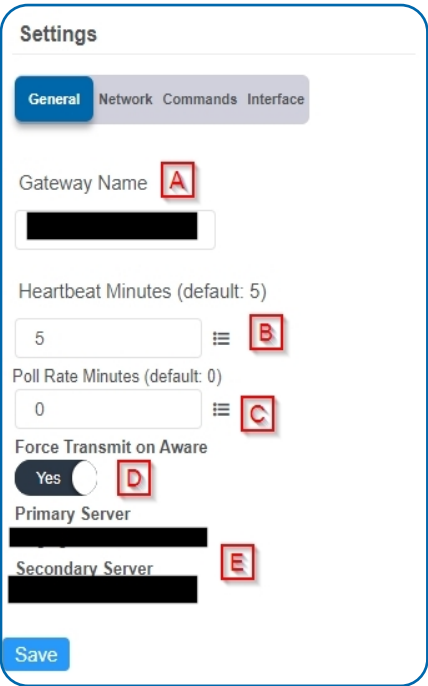 Settings
General Network Commands Interface
Gateway Name A
Heartbeat Minutes (default: 5)
5 B
Poll Rate Minutes (default: 0)
0 C
Force Transmit on Aware
Yes D
Primary Server
E
Secondary Server
Save